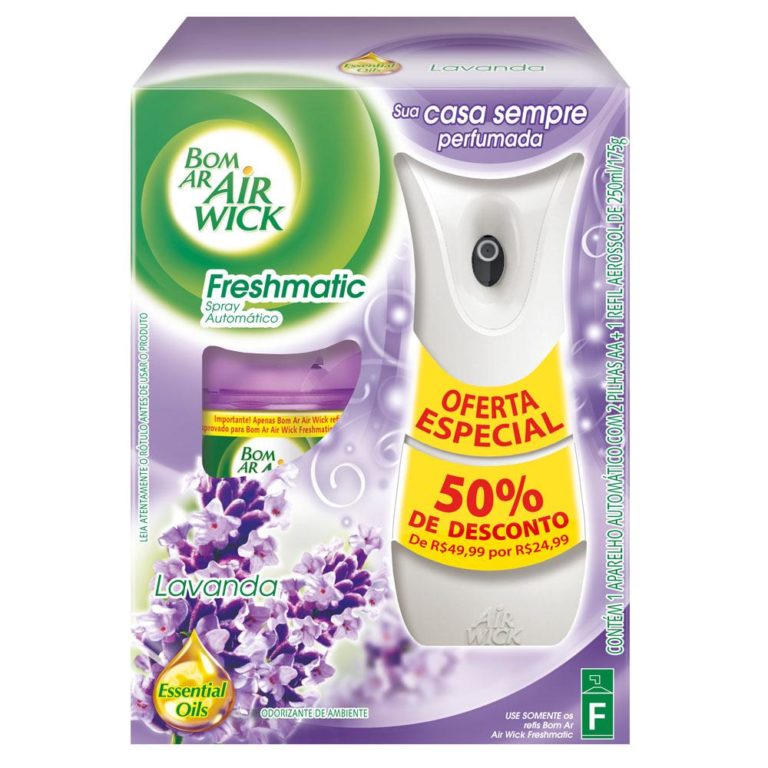 Essential
Oils
Lavanda
Sua casa sempre
perfumada
BOM
AR AIR
WICK
Freshmatic
Spray
Automático
Importante! Apenas Bom Ar Air Wick refi
aprovado para Bom Ar Air Wick Freshmatic
BOM
AR
OFERTA
ESPECIAL
50%
DE DESCONTO
De R$49,99 por R$24,99
AIR
WICK
Lavanda
Essential
Oils
ODORIZANTE DE AMBIENTE
USE SOMENTE os
refis Bom Ar
Air Wick Freshmatic
F
LEIA ATENTAMENTE O RÓTULO ANTES DE USAR O PRODUTO
CONTÉM 1 APARELHO AUTOMÁTICO COM 2 PILHAS AA + 1 REFIL AEROSSOL DE 250ml/175g